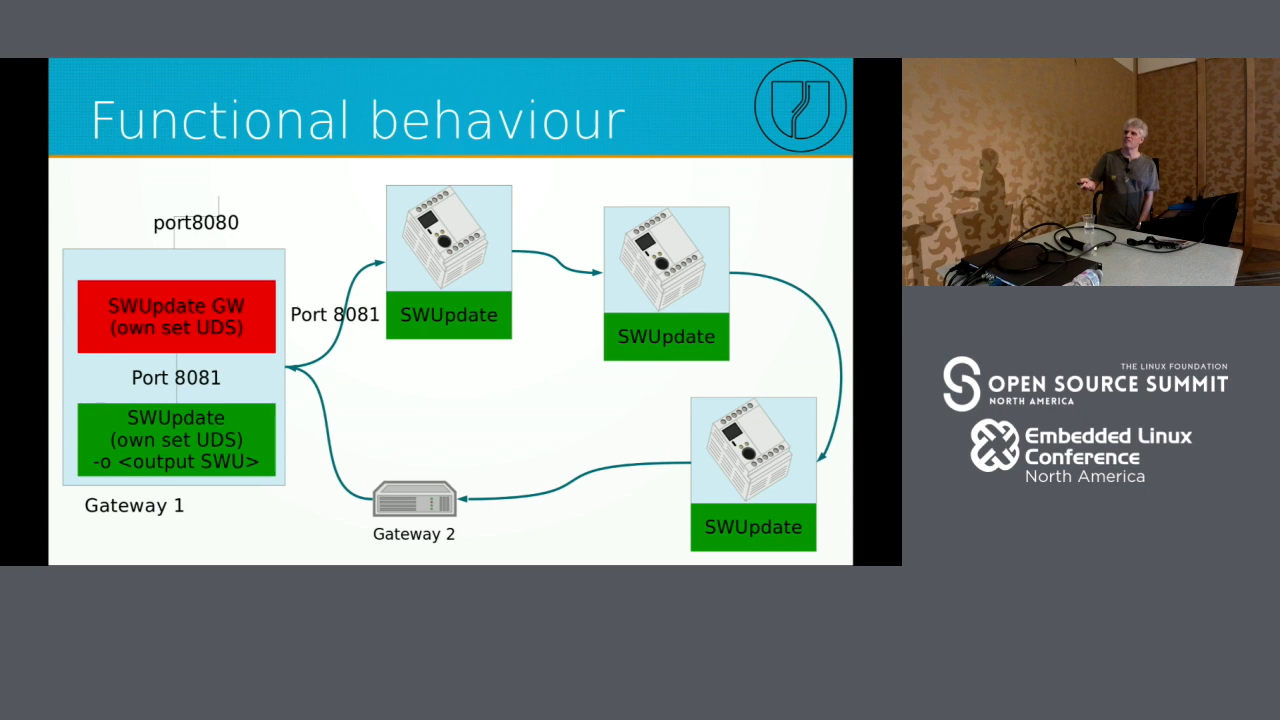 Functional behaviour
port8080
SWUpdate GW
(own set UDS)
Port 8081
SWUpdate
(own set UDS)
-o <output SWU>
Gateway 1
Port 8081
SWUpdate
SWUpdate
SWUpdate
Gateway 2
THE LINUX FOUNDATION
OPEN SOURCE SUMMIT
NORTH AMERICA
Embedded Linux
Conference
North America